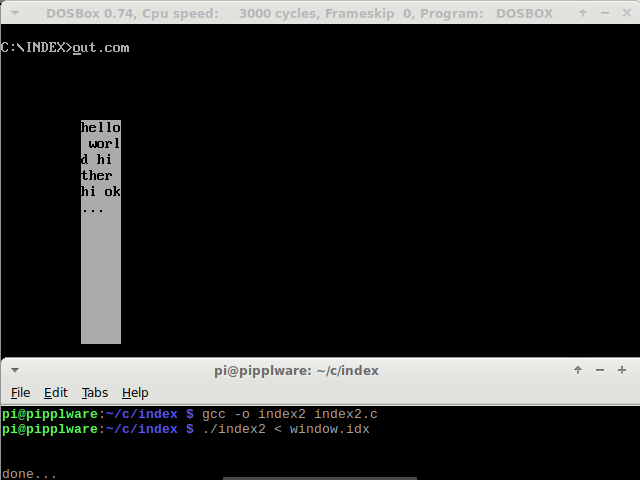 DOSBox 0.74, Cpu speed: 3000 cycles, Frameskip 0, Program: DOSBOX
C:\INDEX>out.com
hello
worl
d hi
ther
hi ok
...
pi@pipplware: ~/c/index
File Edit Tabs Help
pi@pipplware:~/c/index $ gcc -o index2 index2.c
pi@pipplware:~/c/index $ ./index2 < window.idx
done...